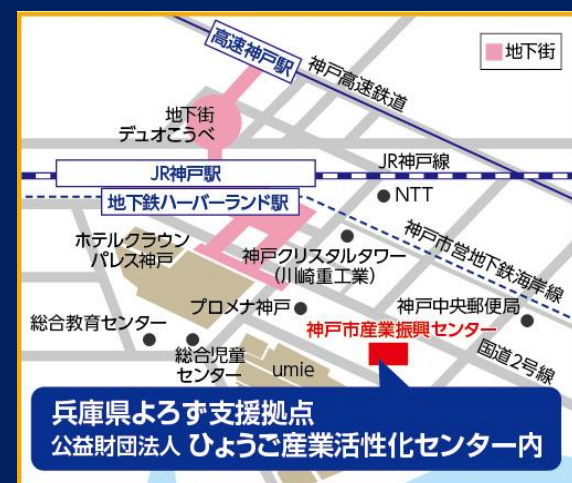 高速神戸駅
神戸高速鉄道
地下街
地下街
デュオこうべ
JR神戸線
JR神戸駅
地下鉄ハーバーランド駅
NTT
神戸市営地下鉄海岸線
ホテルクラウン
パレス神戸
神戸クリスタルタワー
(川崎重工業)
プロメナ神戸
神戸中央郵便局
総合教育センター
神戸市産業振興センター
国道2号線
総合児童
センター
umie
兵庫県よろず支援拠点
公益財団法人 ひょうご産業活性化センター内